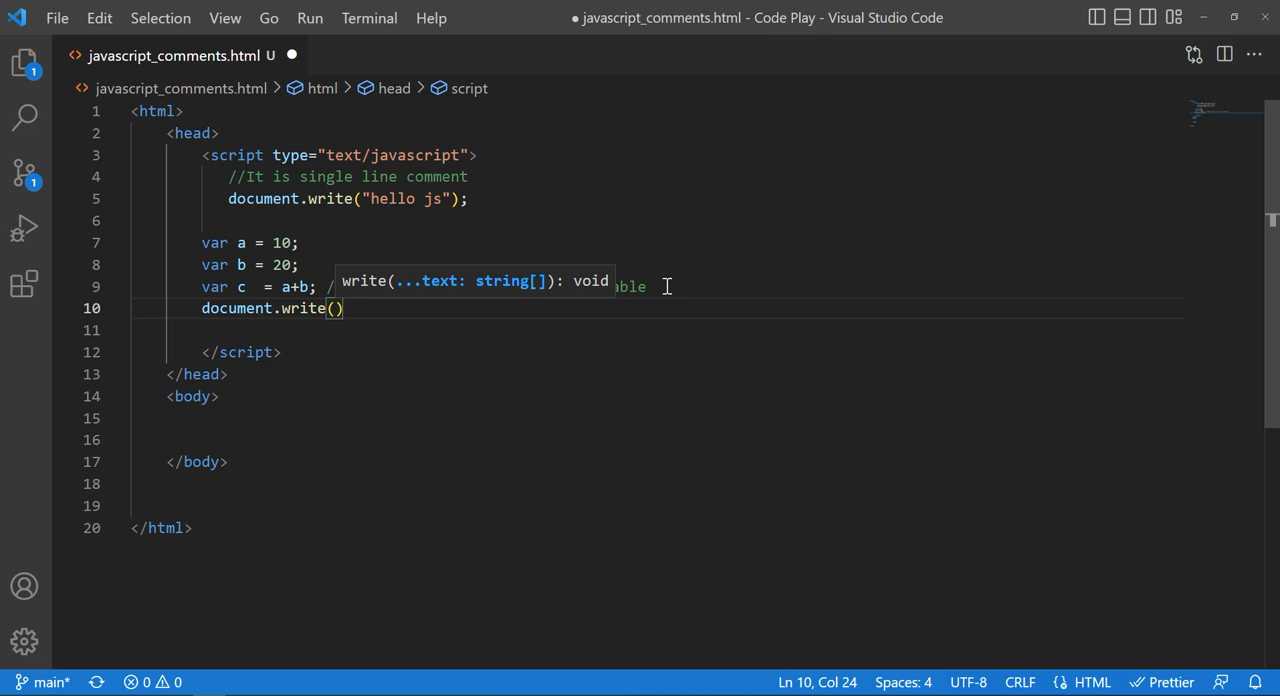 File Edit Selection View Go Run Terminal Help ● javascript_comments.html - Code Play - Visual Studio Code
<> javascript_comments.html U ●
<> javascript_comments.html > html > head > script
1 <html>
2 <head>
3 <script type="text/javascript">
4 //It is single line comment
5 document.write("hello js");
6
7 var a = 10;
8 var b = 20;
write(...text: string[]): void
9 var c = a+b; /
10 document.write()
11
12 </script>
13 </head>
14 <body>
15
16
17 </body>
18
19
20 </html>
1
1
main* 0 0 Ln 10, Col 24 Spaces: 4 UTF-8 CRLF {} HTML Prettier